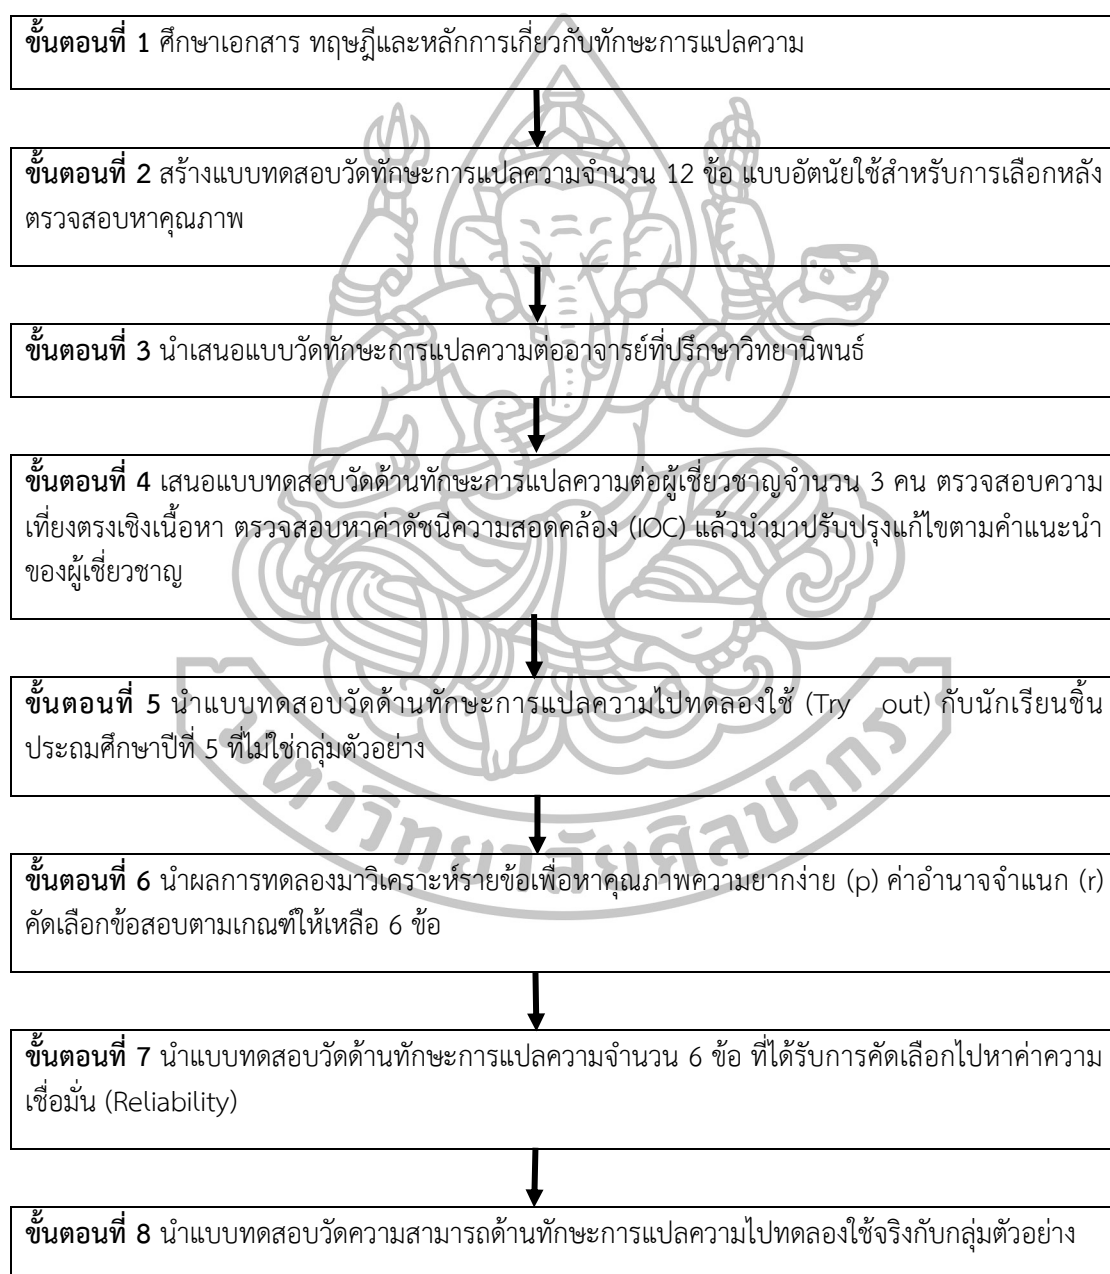 ขั้นตอนที่ 1 ศึกษาเอกสาร ทฤษฎีและหลักการเกี่ยวกับทักษะการแปลความ
ขั้นตอนที่ 2 สร้างแบบทดสอบวัดทักษะการแปลความจำนวน 12 ข้อ แบบอัตนัยใช้สำหรับการเลือกหลัง
ตรวจสอบหาคุณภาพ
ขั้นตอนที่ 3 นำเสนอแบบวัดทักษะการแปลความต่ออาจารย์ที่ปรึกษาวิทยานิพนธ์
ขั้นตอนที่ 4 เสนอแบบทดสอบวัดด้านทักษะการแปลความต่อผู้เชี่ยวชาญจำนวน 3 คน ตรวจสอบความ
เที่ยงตรงเชิงเนื้อหา ตรวจสอบหาค่าดัชนีความสอดคล้อง (IOC) แล้วนำมาปรับปรุงแก้ไขตามคำแนะนำ
ของผู้เชี่ยวชาญ
ขั้นตอนที่ 5 นำแบบทดสอบวัดด้านทักษะการแปลความไปทดลองใช้ (Try out) กับนักเรียนชั้น
ประถมศึกษาปีที่ 5 ที่ไม่ใช่กลุ่มตัวอย่าง
มหาวิทยาลัยศิลปากร
ขั้นตอนที่ 6 นำผลการทดลองมาวิเคราะห์รายข้อเพื่อหาคุณภาพความยากง่าย (p) ค่าอำนาจจำแนก (r)
คัดเลือกข้อสอบตามเกณฑ์ให้เหลือ 6 ข้อ
ขั้นตอนที่ 7 นำแบบทดสอบวัดด้านทักษะการแปลความจำนวน 6 ข้อ ที่ได้รับการคัดเลือกไปหาค่าความ
เชื่อมั่น (Reliability)
ขั้นตอนที่ 8 นำแบบทดสอบวัดความสามารถด้านทักษะการแปลความไปทดลองใช้จริงกับกลุ่มตัวอย่าง